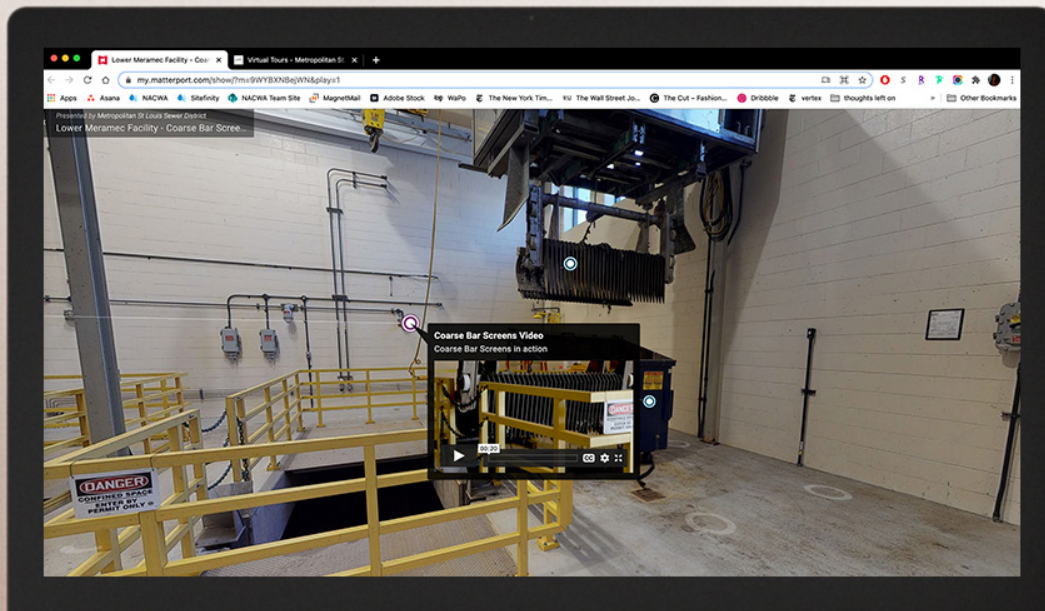 Lower Meramec Facility - Coar
Virtual Tours - Metropolitan St.
my.matterport.com/show/?m=9WYBXNBejWN&play=1
Apps
Asana
NACWA
Sitefinity
NACWA Team Site
MagnetMail
Adobe Stock
WaPo
The New York Tim...
The Wall Street Jo...
The Cut – Fashion...
Dribbble
vertex
thoughts left on
»
Other Bookmarks
Presented by Metropolitan St Louis Sewer District
Lower Meramec Facility - Coarse Bar Scree...
Coarse Bar Screens Video
Coarse Bar Screens in action
DANGER
00:20
CC
DANGER
CONFINED SPACE
ENTER BY
PERMIT ONLY